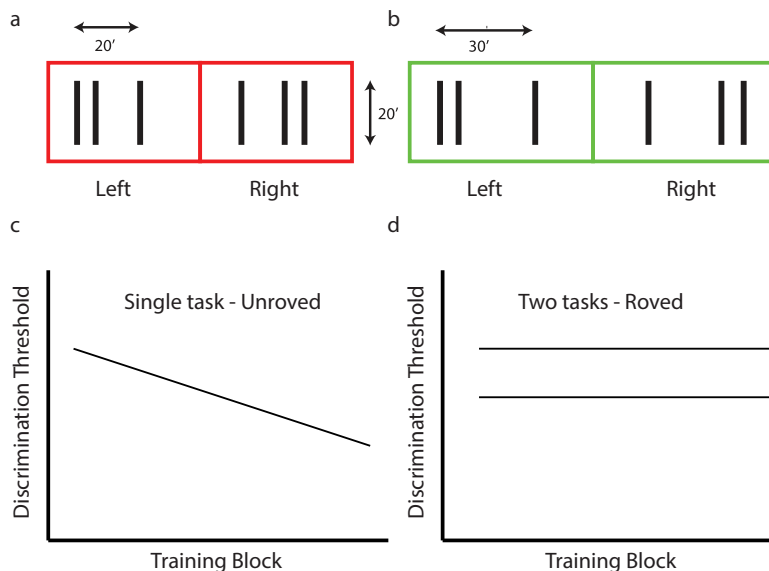 a
20′
Left
Right
20′
b
30′
Left
Right
c
Discrimination Threshold
Single task - Unroved
Training Block
d
Discrimination Threshold
Two tasks - Roved
Training Block